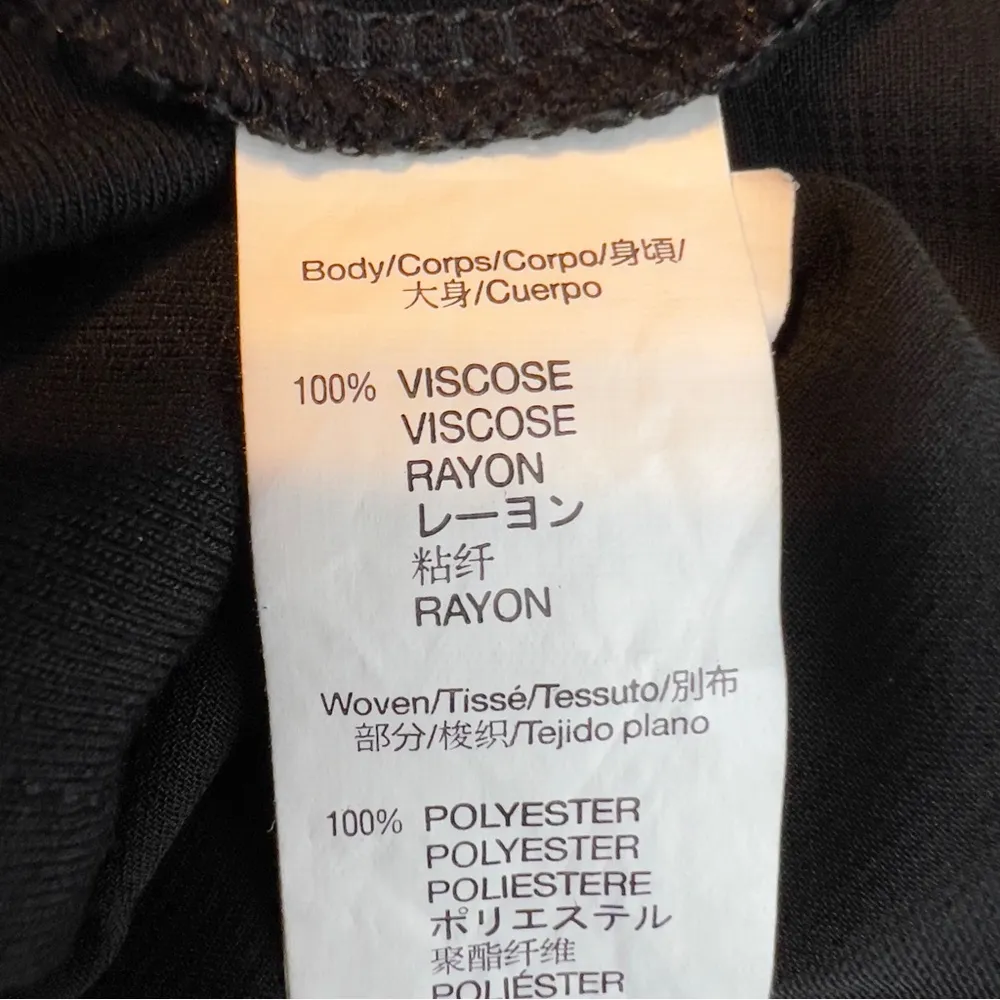 Body/Corps/Corpo/身頃/
大身/Cuerpo
100% VISCOSE
VISCOSE
RAYON
レーヨン
粘纤
RAYON
Woven/Tissé/Tessuto/別布
部分/梭织/Tejido plano
100% POLYESTER
POLYESTER
POLIESTERE
ポリエステル
聚酯纤维
POLIÉSTER